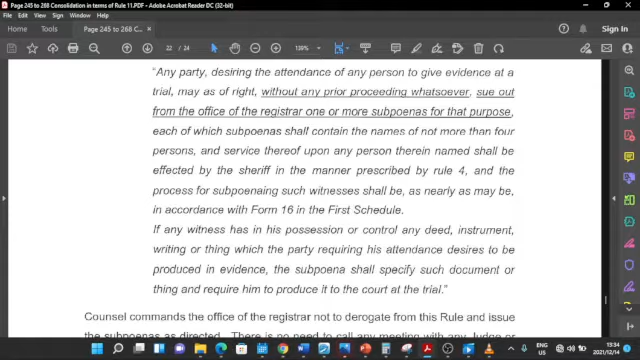 Page 245 to 268 Consolidation in terms of Rule 11.PDF - Adobe Acrobat Reader DC (32-bit)
File Edit View Sign Window Help
Home Tools Page 245 to 268 Con... × Sign In
22 / 24 139%
“Any party, desiring the attendance of any person to give evidence at a
trial, may as of right, without any prior proceeding whatsoever, sue out
from the office of the registrar one or more subpoenas for that purpose,
each of which subpoenas shall contain the names of not more than four
persons, and service thereof upon any person therein named shall be
effected by the sheriff in the manner prescribed by rule 4, and the
process for subpoenaing such witnesses shall be, as nearly as may be,
in accordance with Form 16 in the First Schedule.
If any witness has in his possession or control any deed, instrument,
writing or thing which the party requiring his attendance desires to be
produced in evidence, the subpoena shall specify such document or
thing and require him to produce it to the court at the trial.”
Counsel commands the office of the registrar not to derogate from this Rule and issue
the subpoenas as directed. There is no need to call any meeting with any Judge or
ENG
US
13:34
2021/12/14